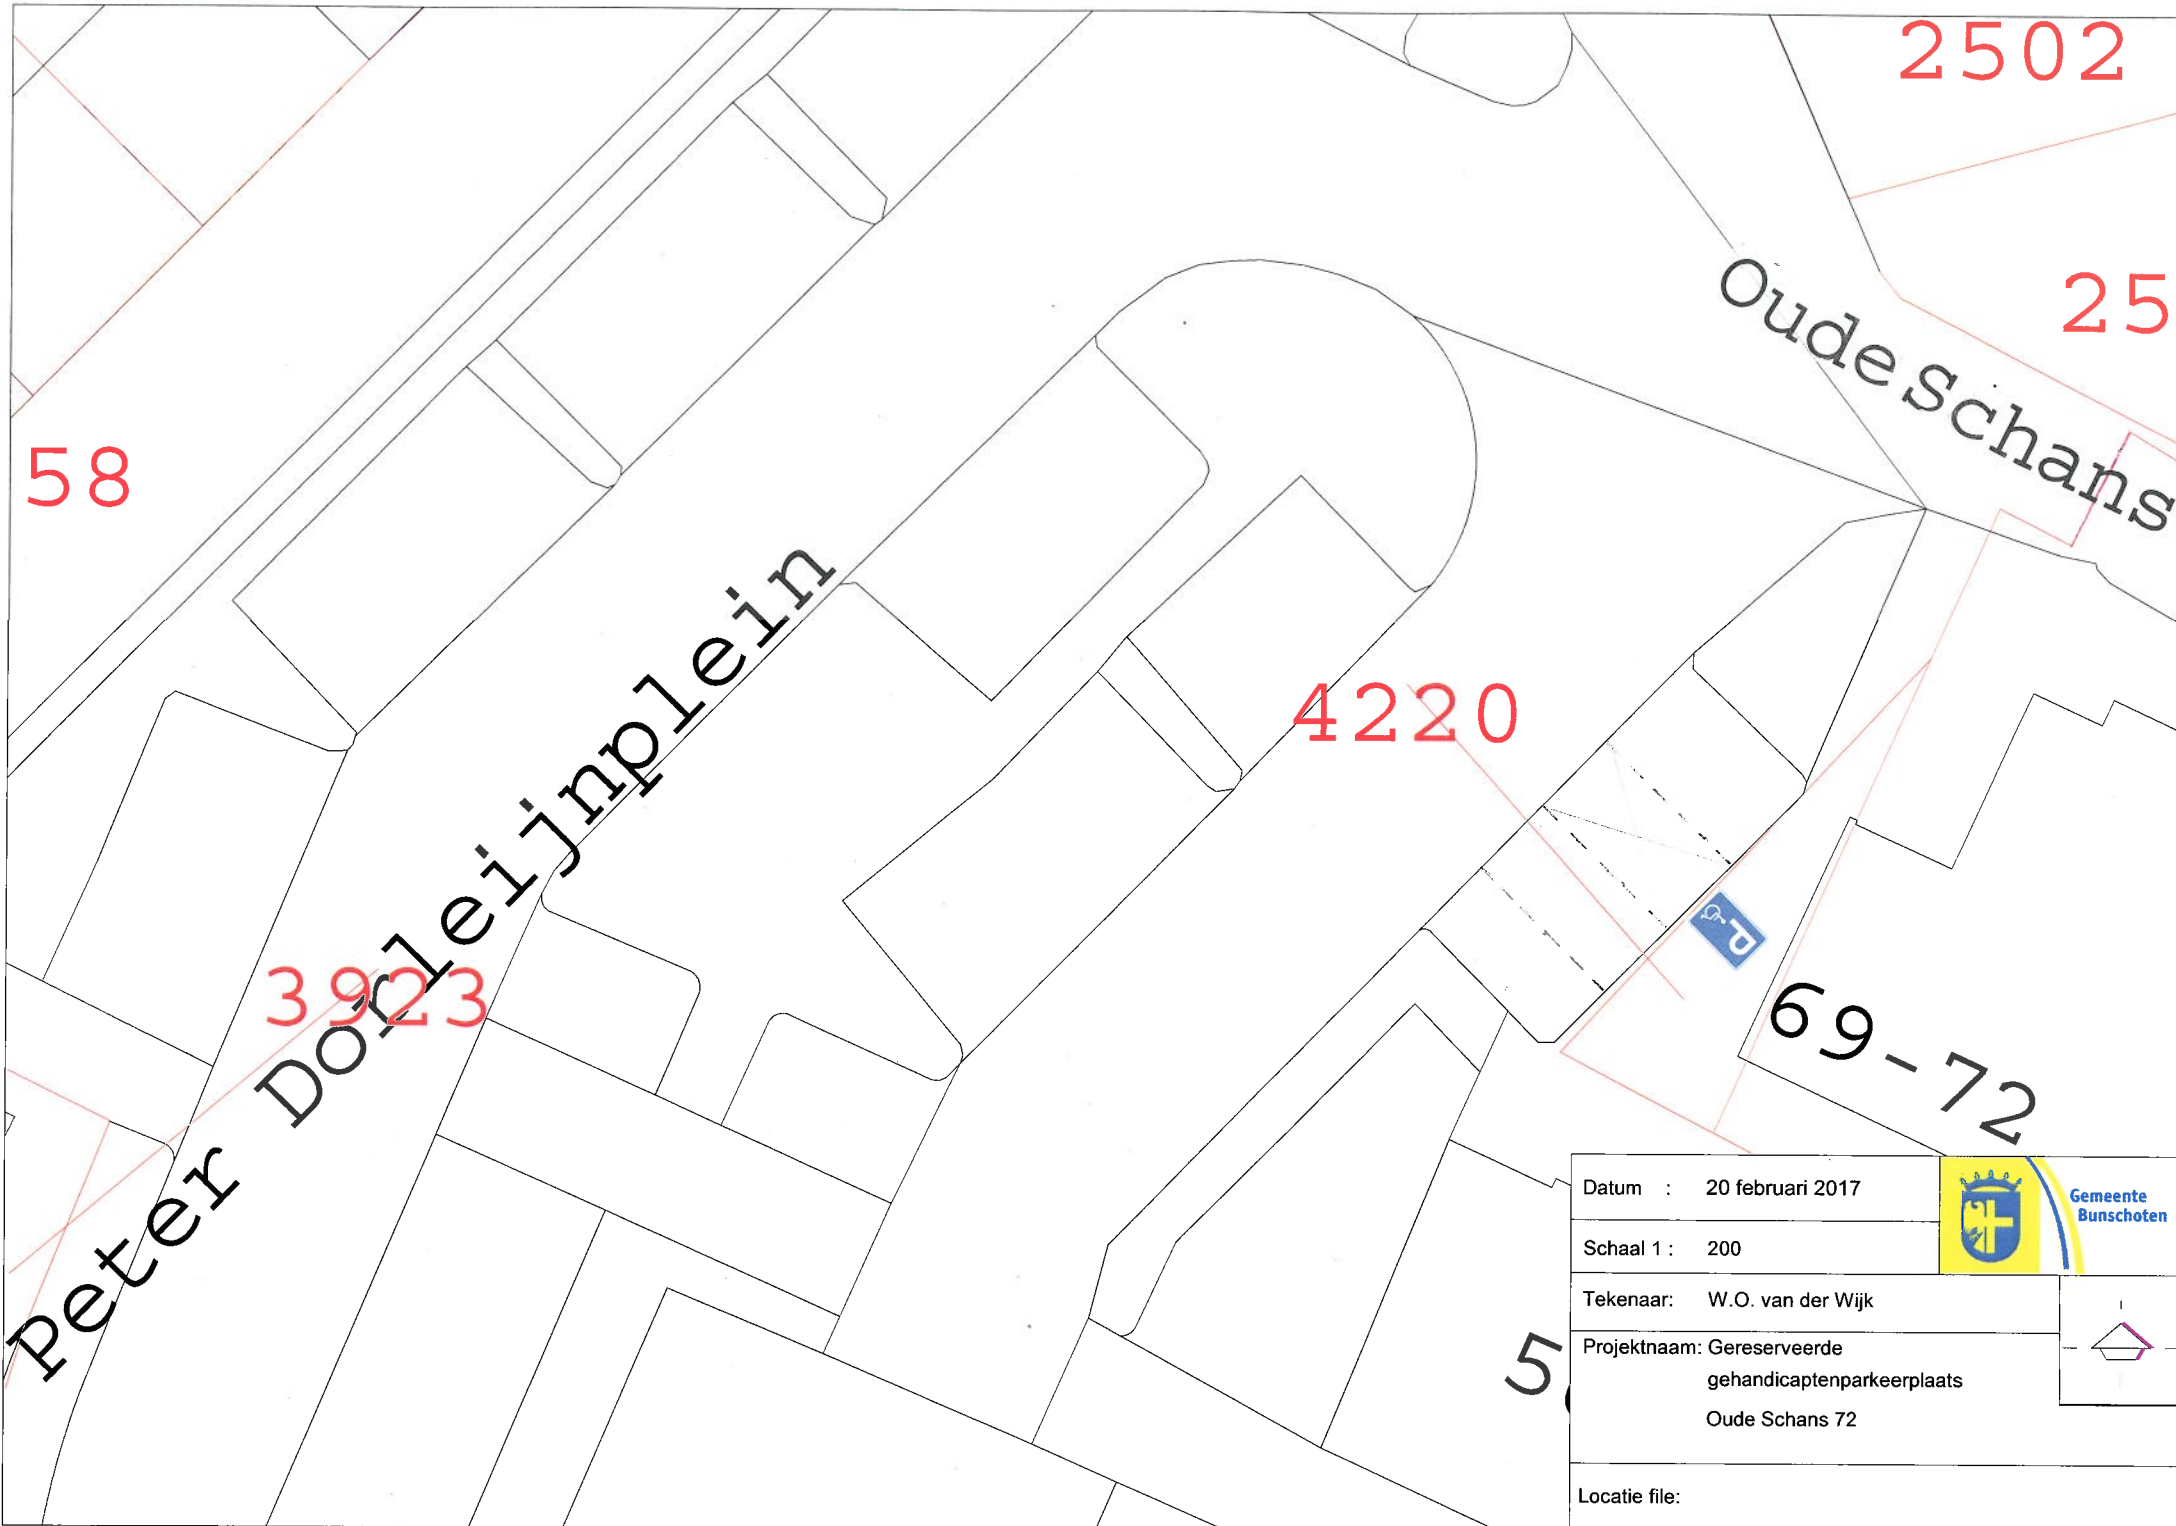 2502
Oude Schans
25
58
4220
Peter Dorleijnplein
3923
P
69-72
5
Datum : 20 februari 2017
Gemeente
Bunschoten
Schaal 1 : 200
Tekenaar: W.O. van der Wijk
Projektnaam: Gereserveerde
gehandicaptenparkeerplaats
Oude Schans 72
Locatie file: